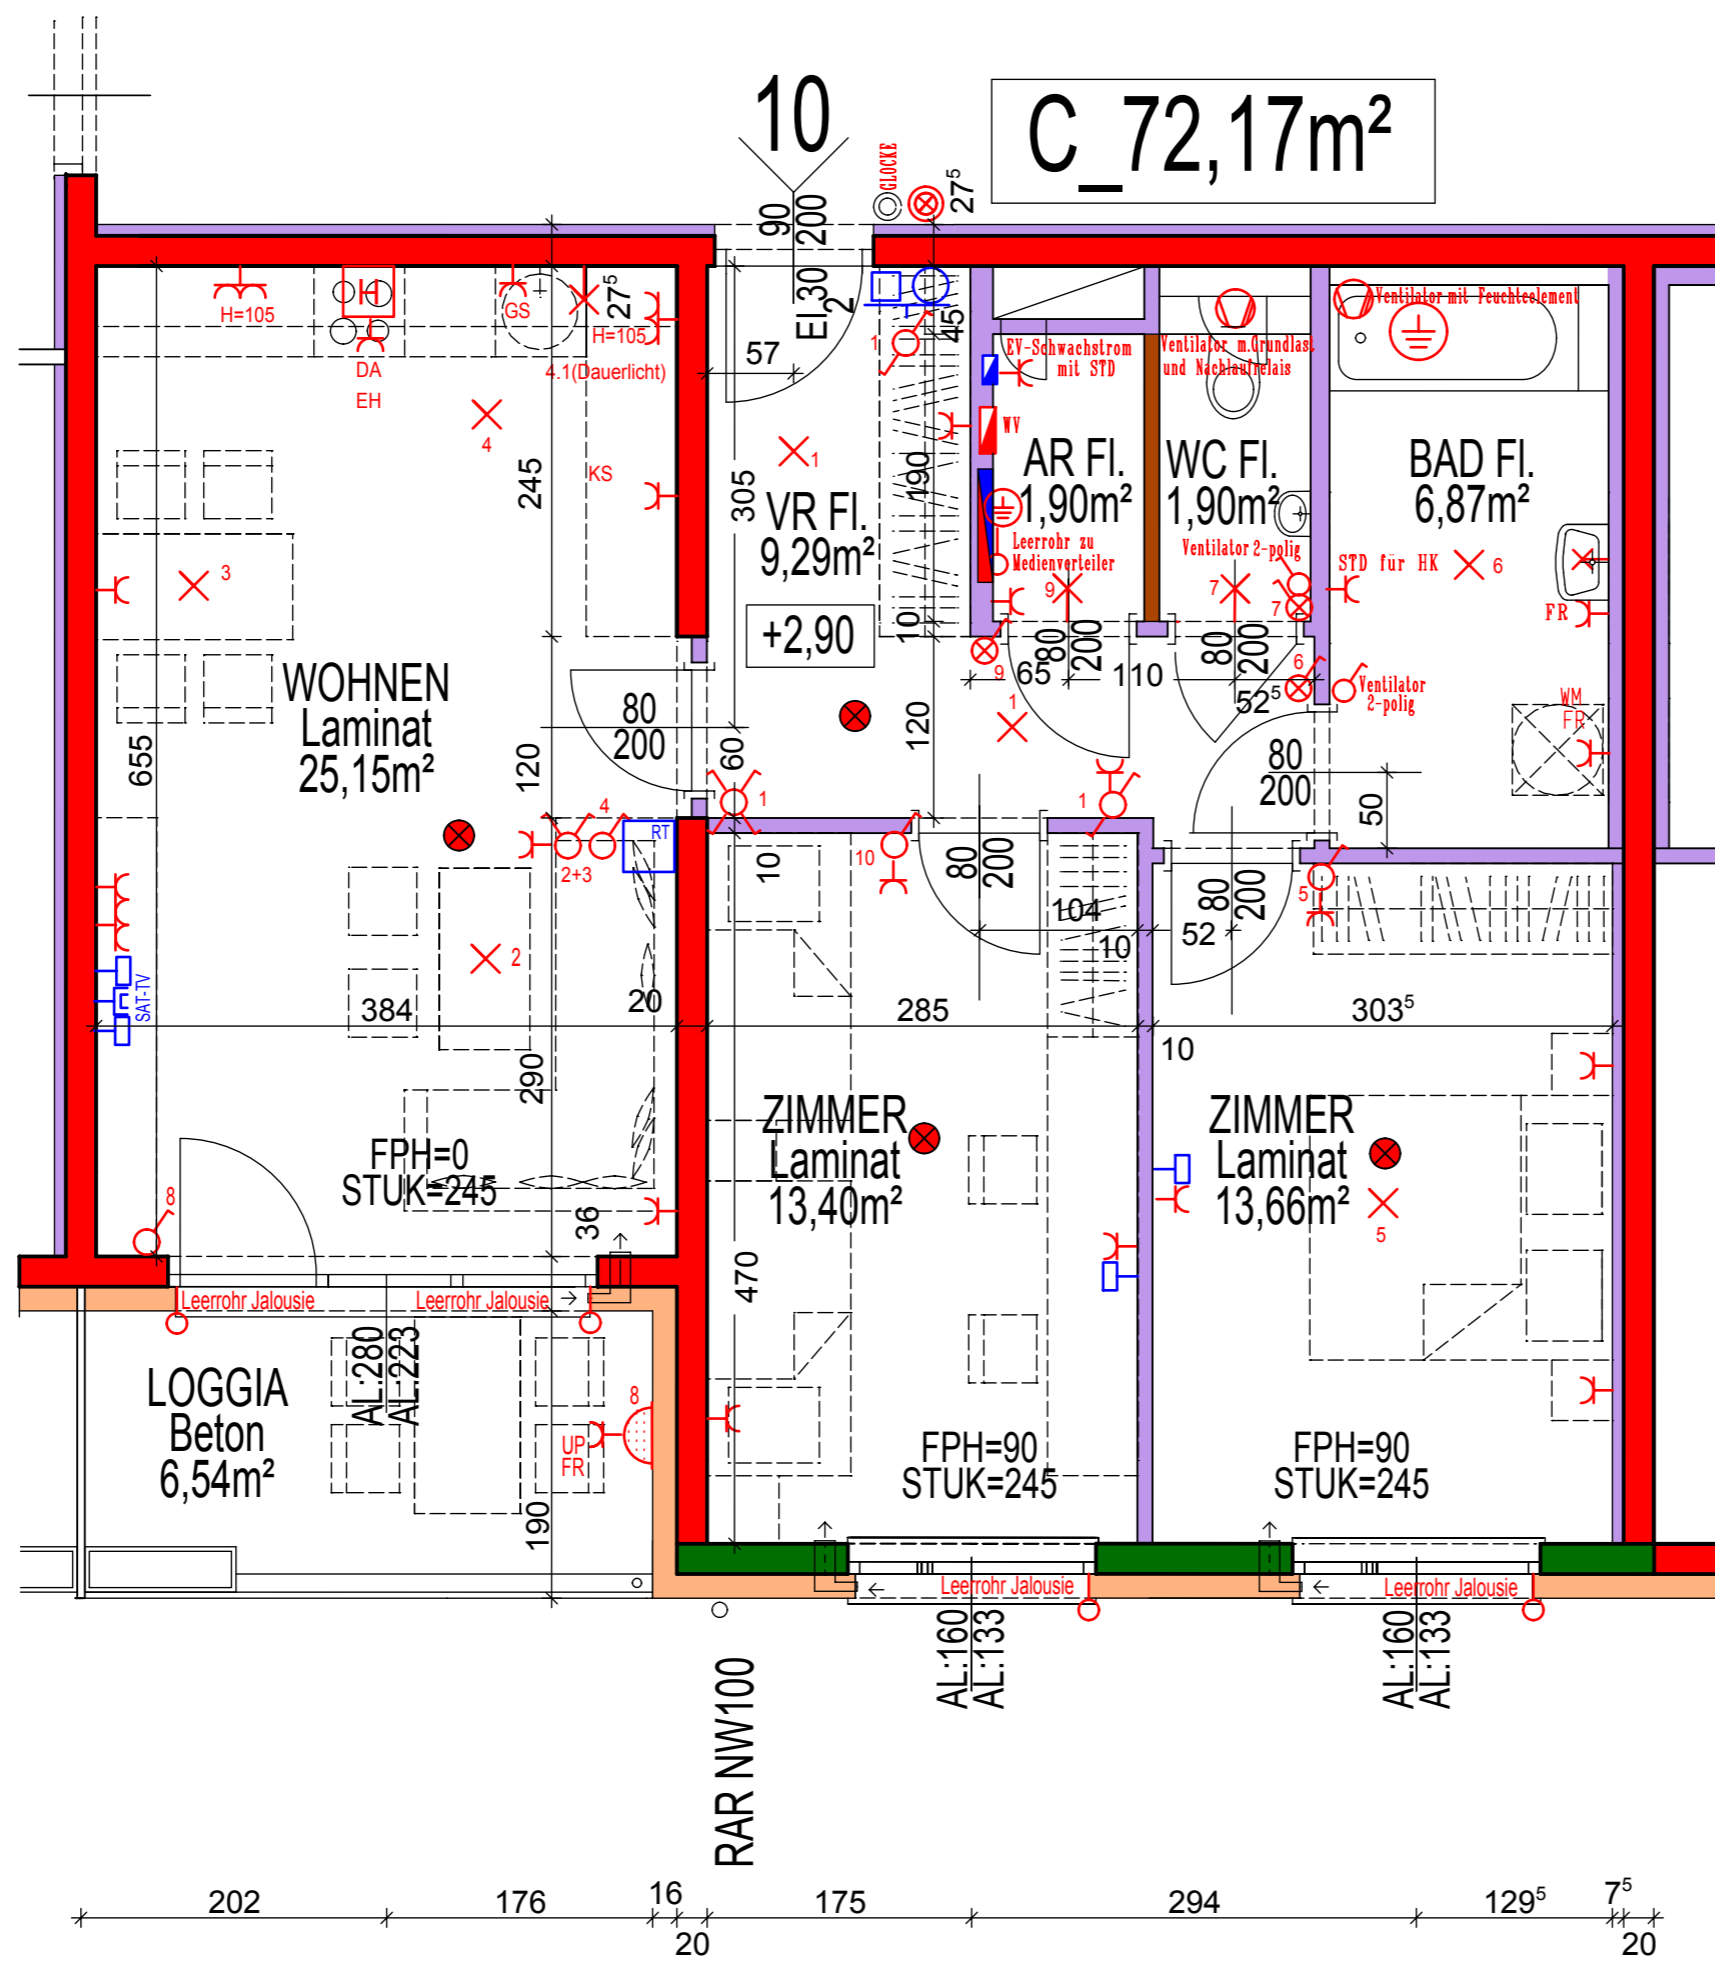 10
C_72,17m²
GLOCKE
27⁵
90
200
EI₂30
57
H=105
DA
EH
GS
27⁵
H=105
4.1(Dauerlicht)
4
KS
245
305
45
1
EV-Schwachstrom
mit STD
Ventilator m.Grundlast
und Nachlaufrelais
Ventilator mit Feuchteelement
WV
1
190
VR Fl.
9,29m²
AR Fl.
1,90m²
WC Fl.
1,90m²
BAD Fl.
6,87m²
Leerrohr zu
Medienverteiler
Ventilator 2-polig
STD für HK
6
3
9
7
7
FR
+2,90
10
80
200
80
200
9
65
110
52⁵
6
Ventilator
2-polig
WM
FR
WOHNEN
Laminat
25,15m²
655
120
80
200
60
120
1
1
1
80
200
50
4
2+3
RT
10
10
80
200
80
200
5
104
10
52
2
SAT-TV
384
20
285
303⁵
10
290
ZIMMER
Laminat
13,40m²
ZIMMER
Laminat
13,66m²
5
FPH=0
STUK=245
8
36
470
Leerrohr Jalousie
Leerrohr Jalousie
AL:280
AL:223
LOGGIA
Beton
6,54m²
8
UP
FR
190
FPH=90
STUK=245
FPH=90
STUK=245
Leerrohr Jalousie
Leerrohr Jalousie
AL:160
AL:133
AL:160
AL:133
RAR NW100
202
176
16
175
294
129⁵
7⁵
20
20